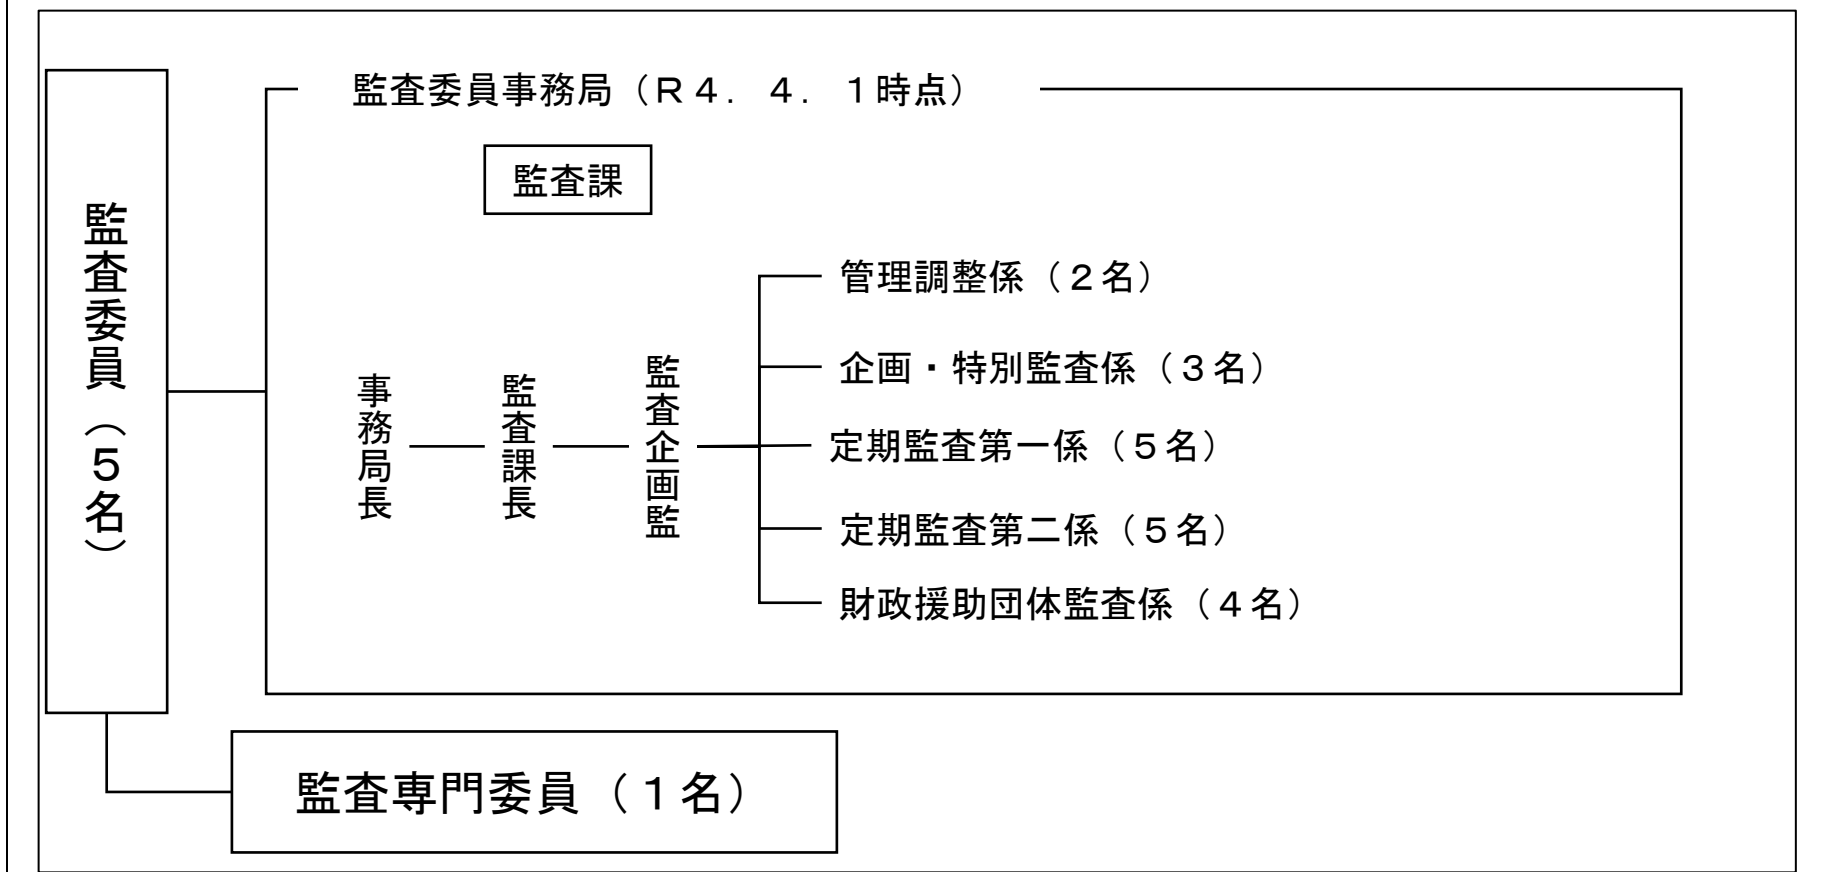 監査委員（５名）
監査委員事務局（Ｒ４．４．１時点）
監査課
事務局長
監査課長
監査企画監
管理調整係（２名）
企画・特別監査係（３名）
定期監査第一係（５名）
定期監査第二係（５名）
財政援助団体監査係（４名）
監査専門委員（１名）